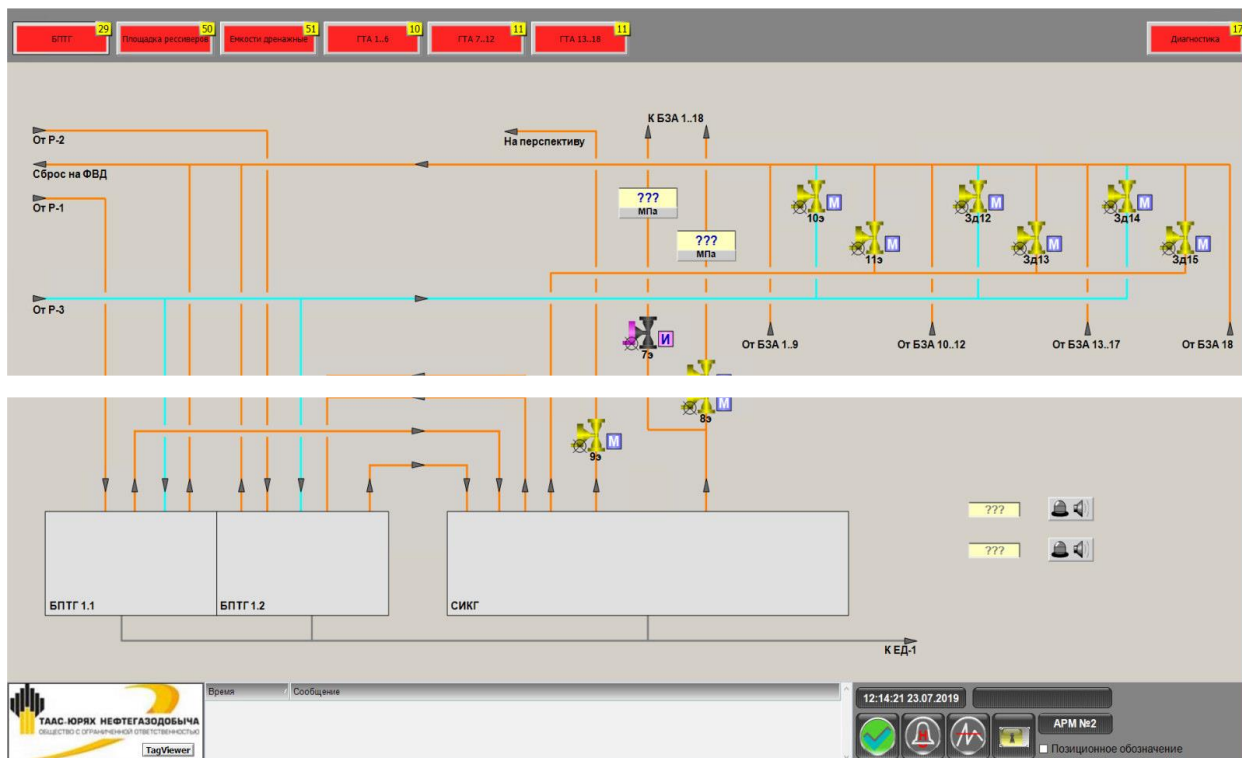 БПТГ
29
Площадка рессиверов
50
Емкости дренажные
51
ГТА 1..6
10
ГТА 7..12
11
ГТА 13..18
11
Диагностика
17
К БЗА 1..18
От Р-2
На перспективу
Сброс на ФВД
От Р-1
???
МПа
10э
М
Зд12
М
Зд14
М
???
МПа
11э
М
Зд13
М
Зд15
М
От Р-3
И
7э
От БЗА 1..9
От БЗА 10..12
От БЗА 13..17
От БЗА 18
М
8э
М
9э
???
???
БПТГ 1.1
БПТГ 1.2
СИКГ
К ЕД-1
Время
Сообщение
12:14:21 23.07.2019
ТААС-ЮРЯХ НЕФТЕГАЗОДОБЫЧА
ОБЩЕСТВО С ОГРАНИЧЕННОЙ ОТВЕТСТВЕННОСТЬЮ
TagViewer
АРМ №2
Позиционное обозначение